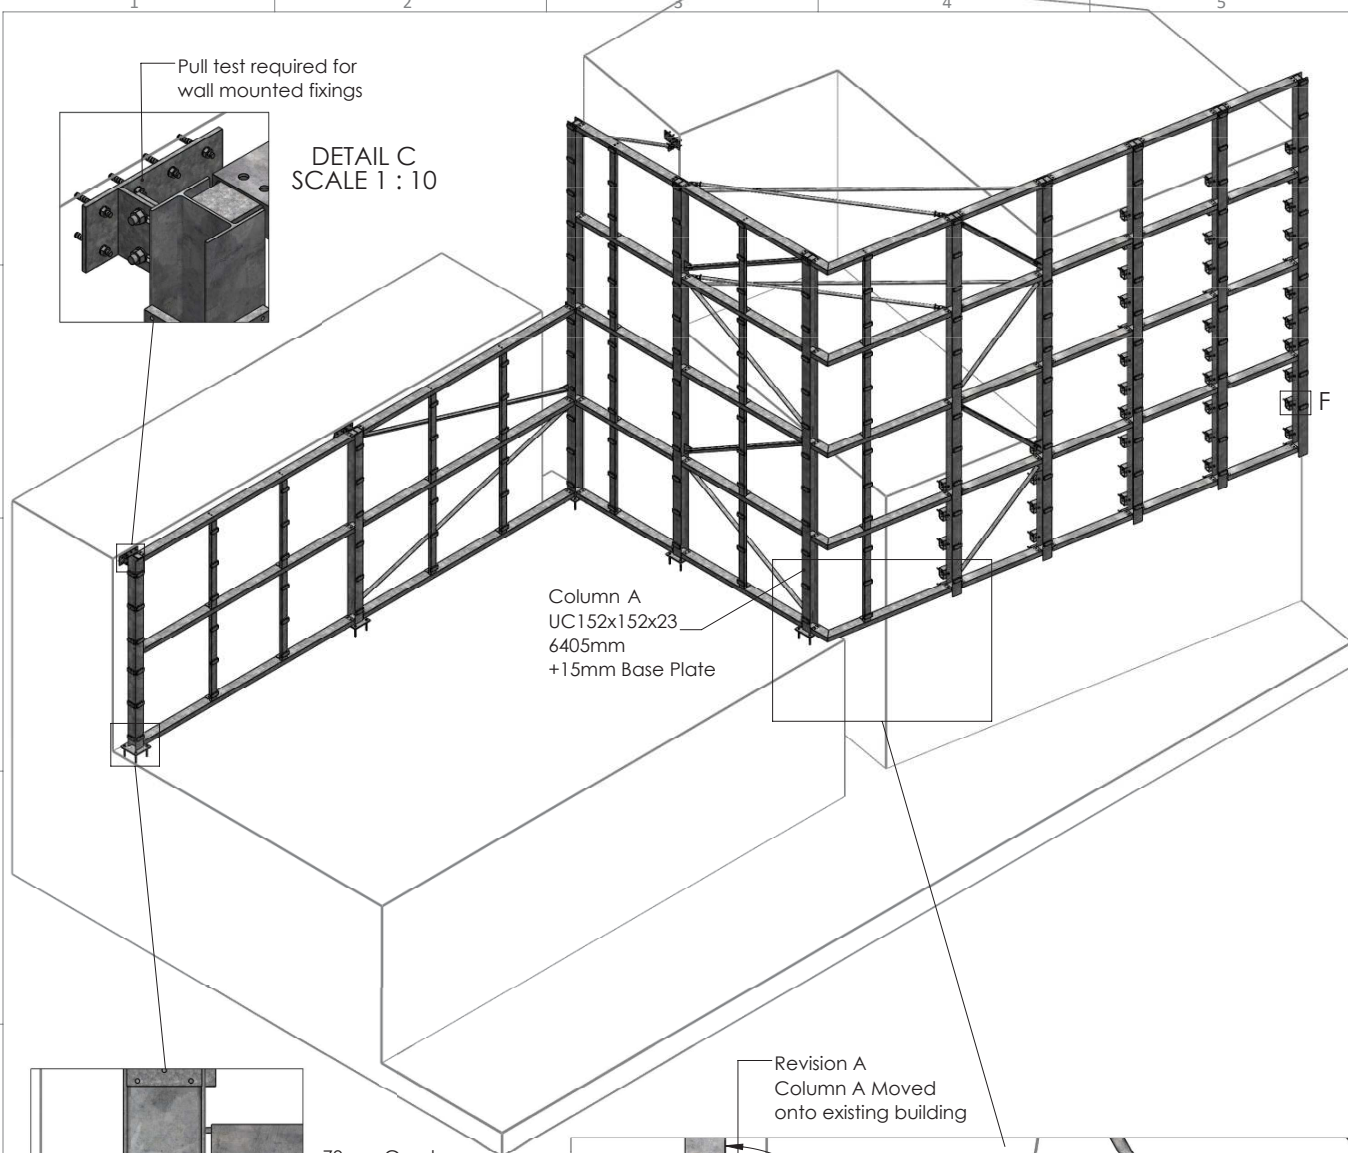 1
2
3
4
5
Pull test required for
wall mounted fixings
DETAIL C
SCALE 1 : 10
F
Column A
UC152x152x23
6405mm
+15mm Base Plate
Revision A
Column A Moved
onto existing building